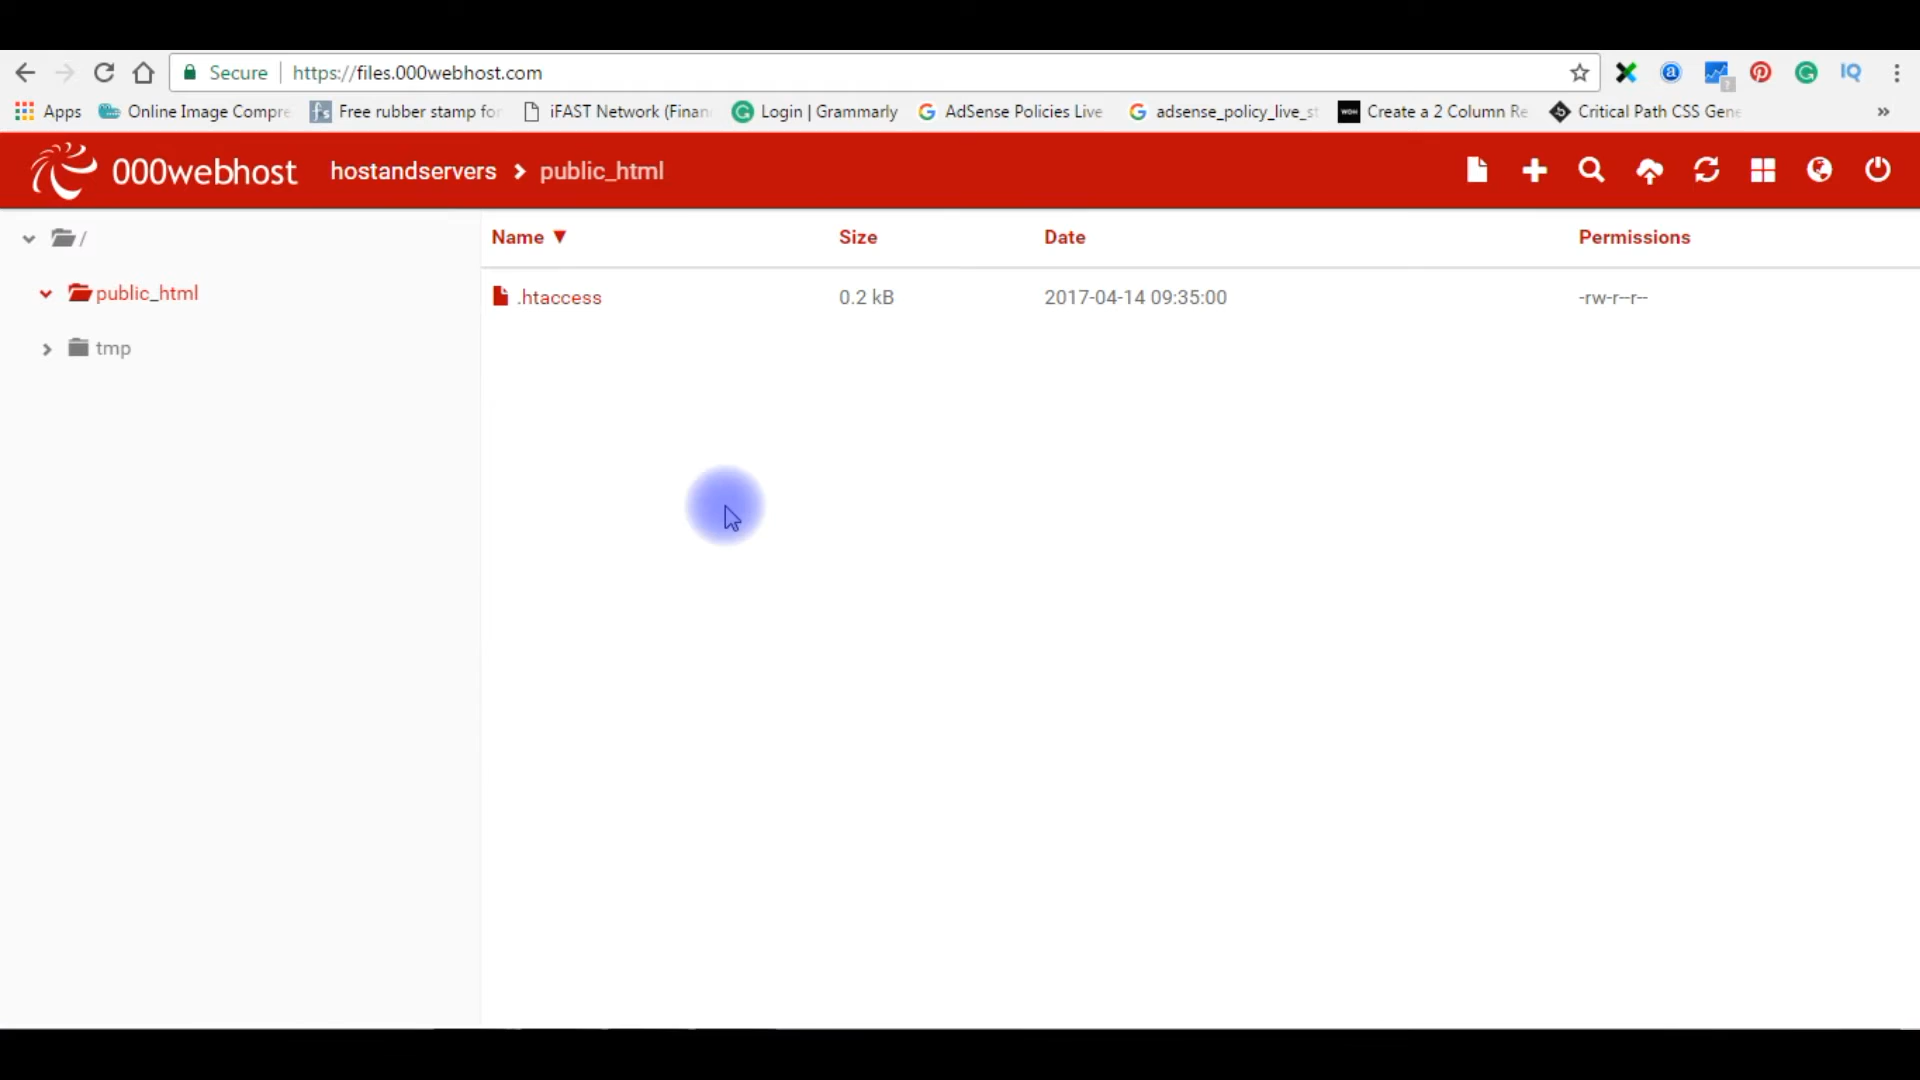 Secure https://files.000webhost.com
Apps Online Image Compre Free rubber stamp for iFAST Network (Finan Login | Grammarly AdSense Policies Live adsense_policy_live_st Create a 2 Column Re Critical Path CSS Gene »
000webhost hostandservers > public_html
/
public_html
tmp
Name ▼ Size Date Permissions
.htaccess 0.2 kB 2017-04-14 09:35:00 -rw-r--r--